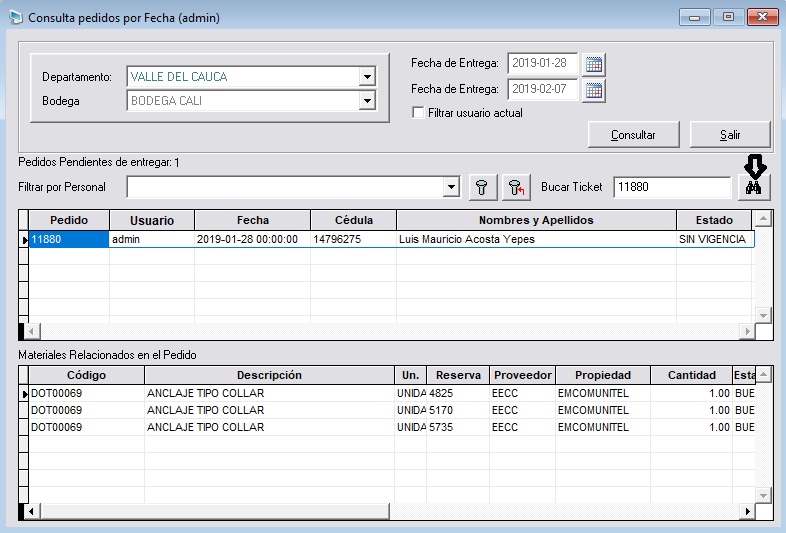 Consulta pedidos por Fecha (admin)
Departamento: VALLE DEL CAUCA
Bodega BODEGA CALI
Fecha de Entrega: 2019-01-28
Fecha de Entrega: 2019-02-07
Filtrar usuario actual
Consultar Salir
Pedidos Pendientes de entregar: 1
Filtrar por Personal Bucar Ticket 11880
Pedido Usuario Fecha Cédula Nombres y Apellidos Estado
11880 admin 2019-01-28 00:00:00 14796275 Luis Mauricio Acosta Yepes SIN VIGENCIA
Materiales Relacionados en el Pedido
Código Descripción Un. Reserva Proveedor Propiedad Cantidad Esta
DOT00069 ANCLAJE TIPO COLLAR UNIDA 4825 EECC EMCOMUNITEL 1.00 BUE
DOT00069 ANCLAJE TIPO COLLAR UNIDA 5170 EECC EMCOMUNITEL 1.00 BUE
DOT00069 ANCLAJE TIPO COLLAR UNIDA 5735 EECC EMCOMUNITEL 1.00 BUE